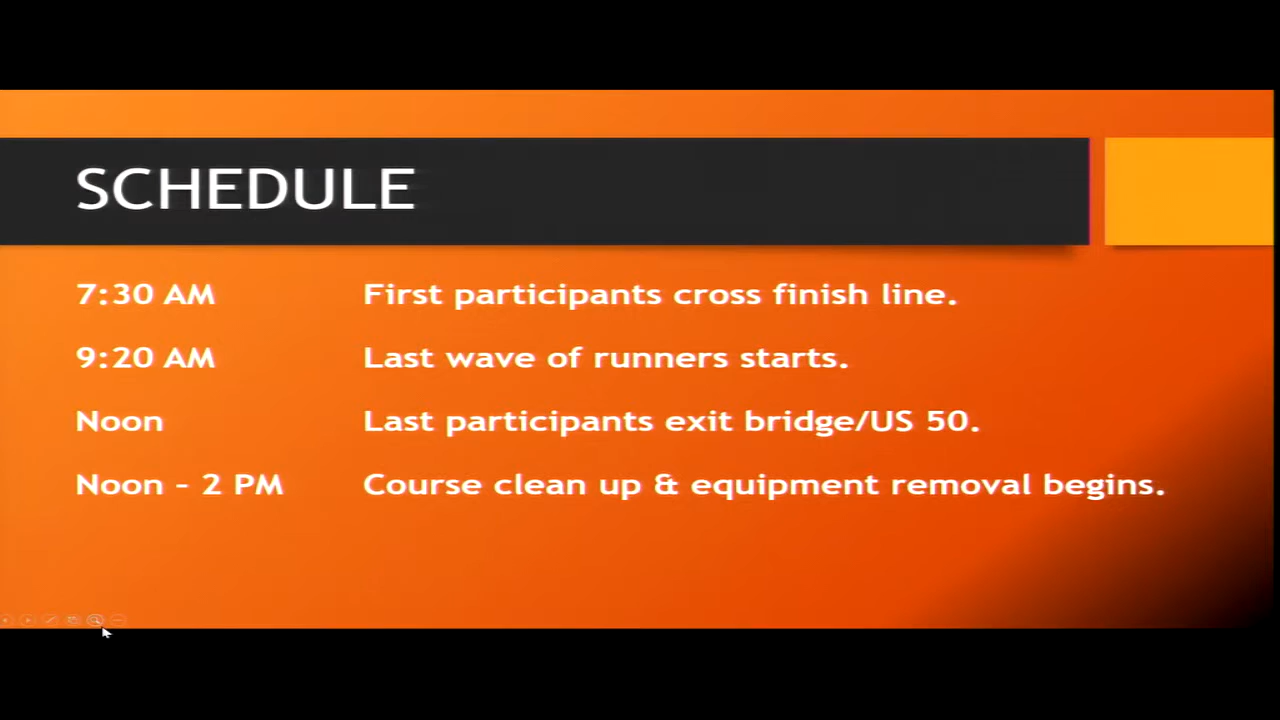 SCHEDULE
7:30 AM First participants cross finish line.
9:20 AM Last wave of runners starts.
Noon Last participants exit bridge/US 50.
Noon – 2 PM Course clean up & equipment removal begins.